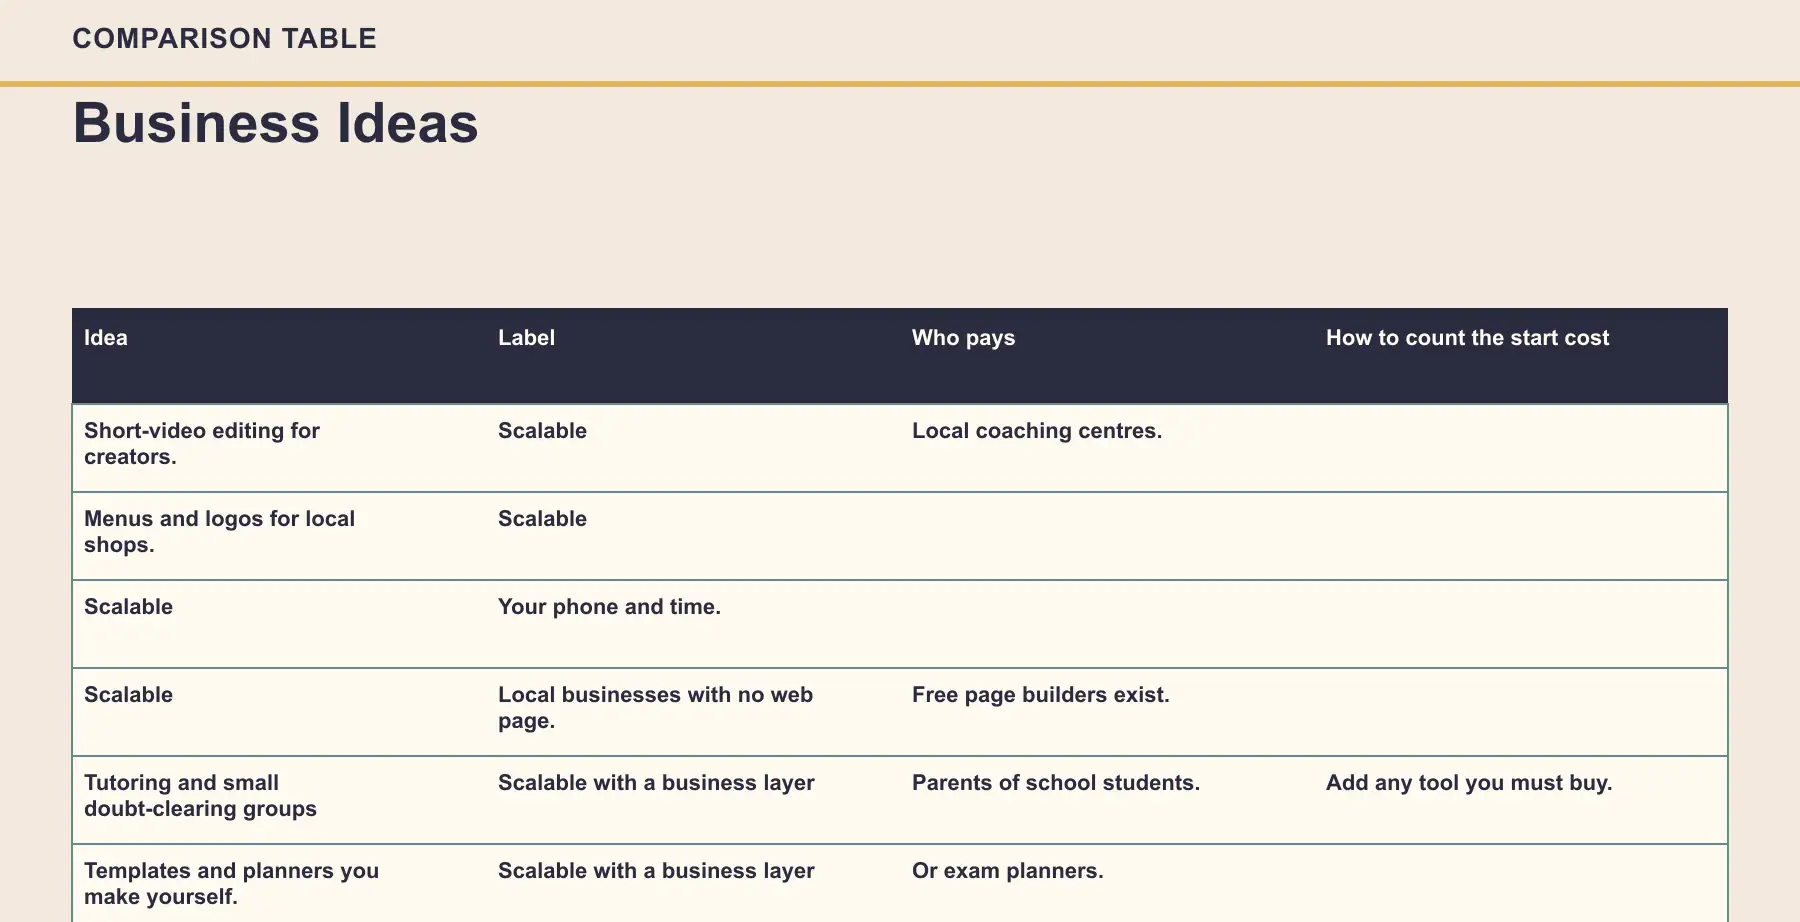 COMPARISON TABLE
Business Ideas
Idea Label Who pays How to count the start cost
Short-video editing for Scalable Local coaching centres.
creators.
Menus and logos for local Scalable
shops.
Scalable Your phone and time.
Scalable Local businesses with no web Free page builders exist.
page.
Tutoring and small Scalable with a business layer Parents of school students. Add any tool you must buy.
doubt-clearing groups
Templates and planners you Scalable with a business layer Or exam planners.
make yourself.